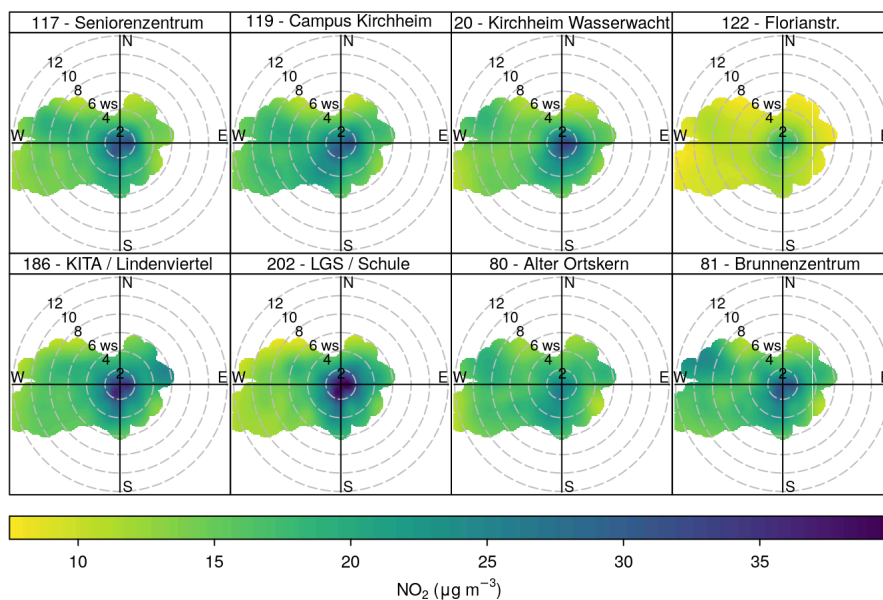 117 - Seniorenzentrum
119 - Campus Kirchheim
20 - Kirchheim Wasserwacht
122 - Florianstr.
N
12
10
8
6 ws
4
2
W
E
S
N
12
10
8
6 ws
4
2
W
E
S
N
12
10
8
6 ws
4
2
W
E
S
N
12
10
8
6 ws
4
2
W
E
S
186 - KITA / Lindenviertel
202 - LGS / Schule
80 - Alter Ortskern
81 - Brunnenzentrum
N
12
10
8
6 ws
4
2
W
E
S
N
12
10
8
6 ws
4
2
W
E
S
N
12
10
8
6 ws
4
2
W
E
S
N
12
10
8
6 ws
4
2
W
E
S
10 15 20 25 30 35
NO₂ (µg m⁻³)